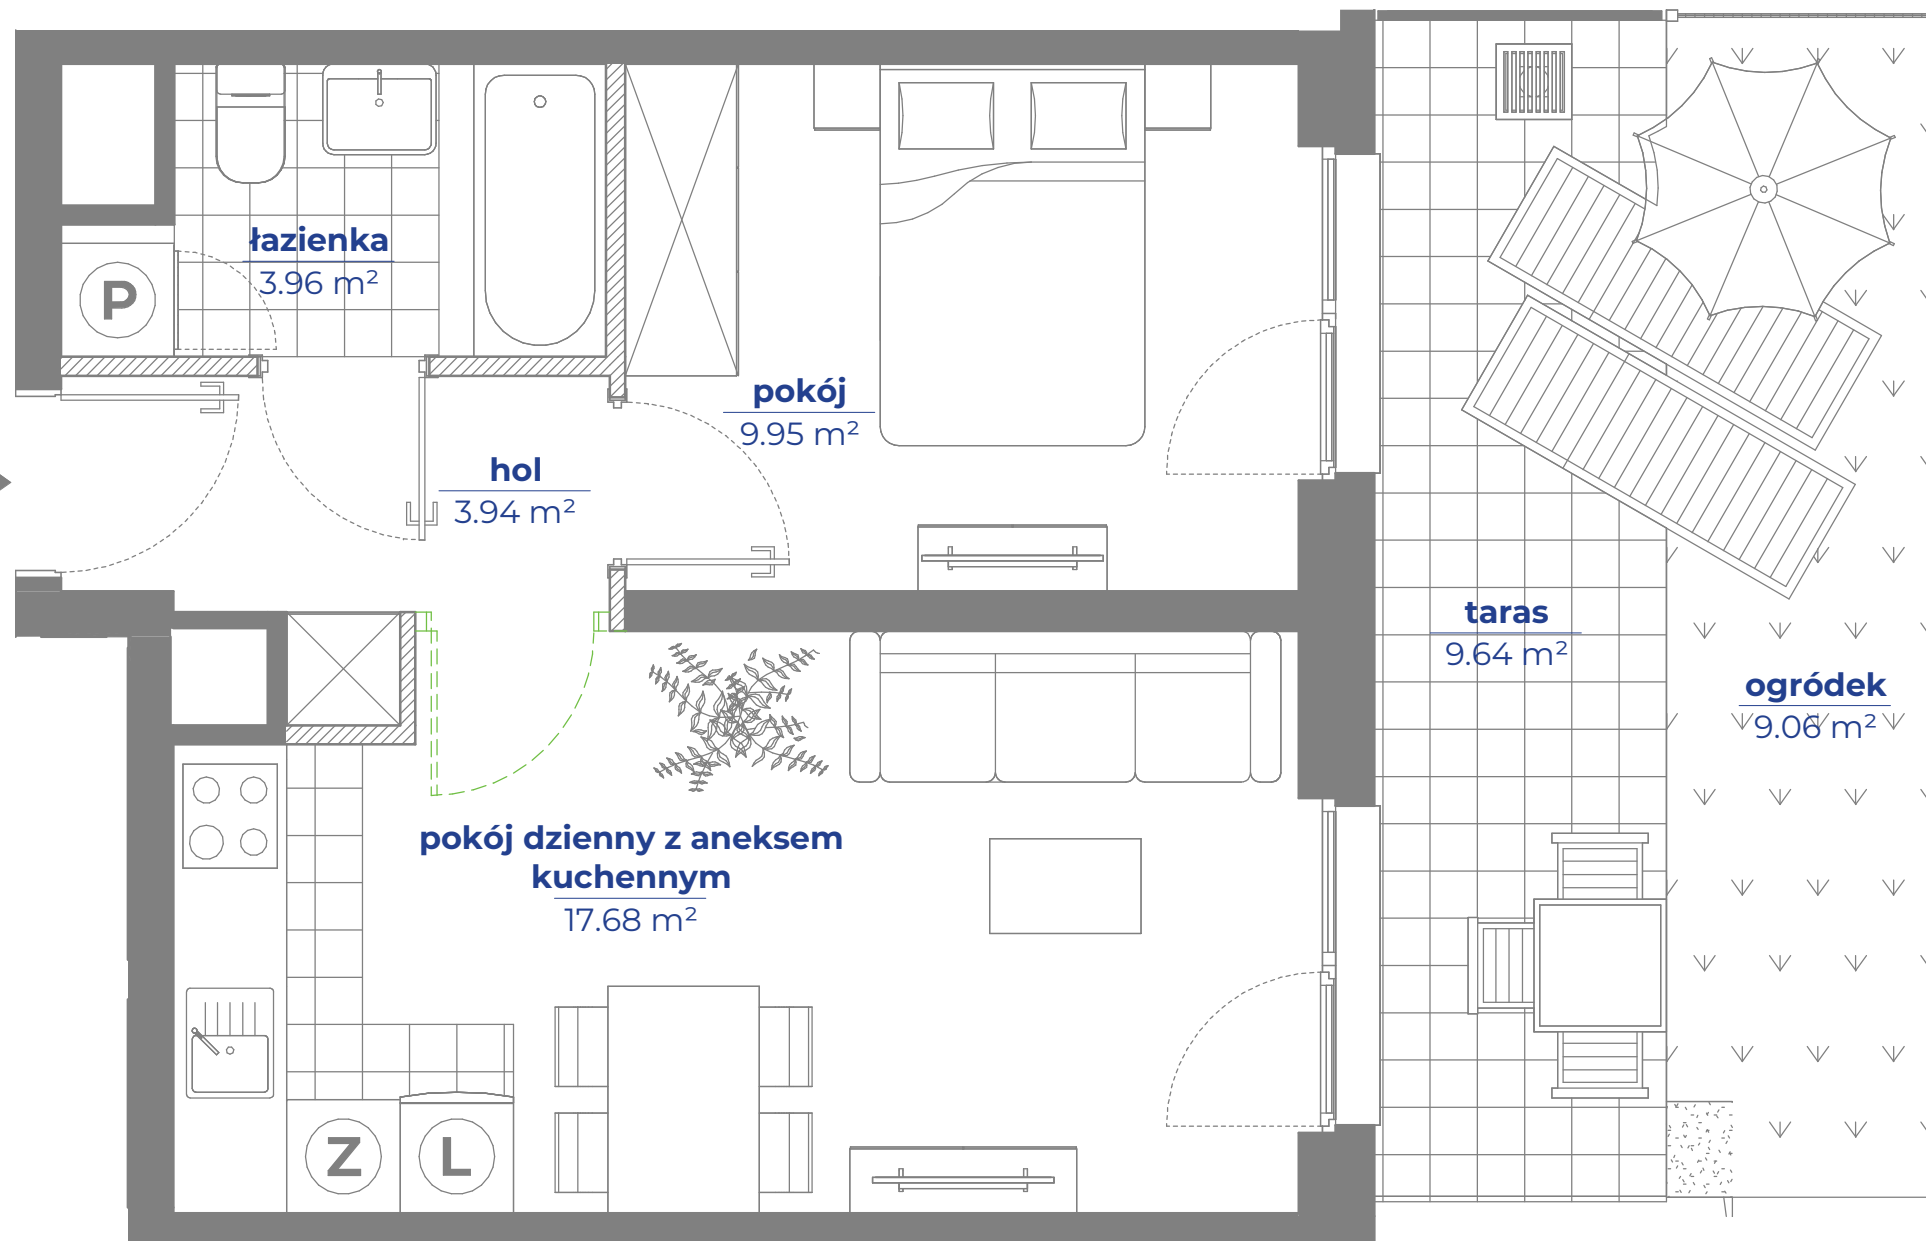 łazienka
3.96 m²
P
pokój
9.95 m²
hol
3.94 m²
taras
9.64 m²
ogródek
9.06 m²
pokój dzienny z aneksem
kuchennym
17.68 m²
Z
L